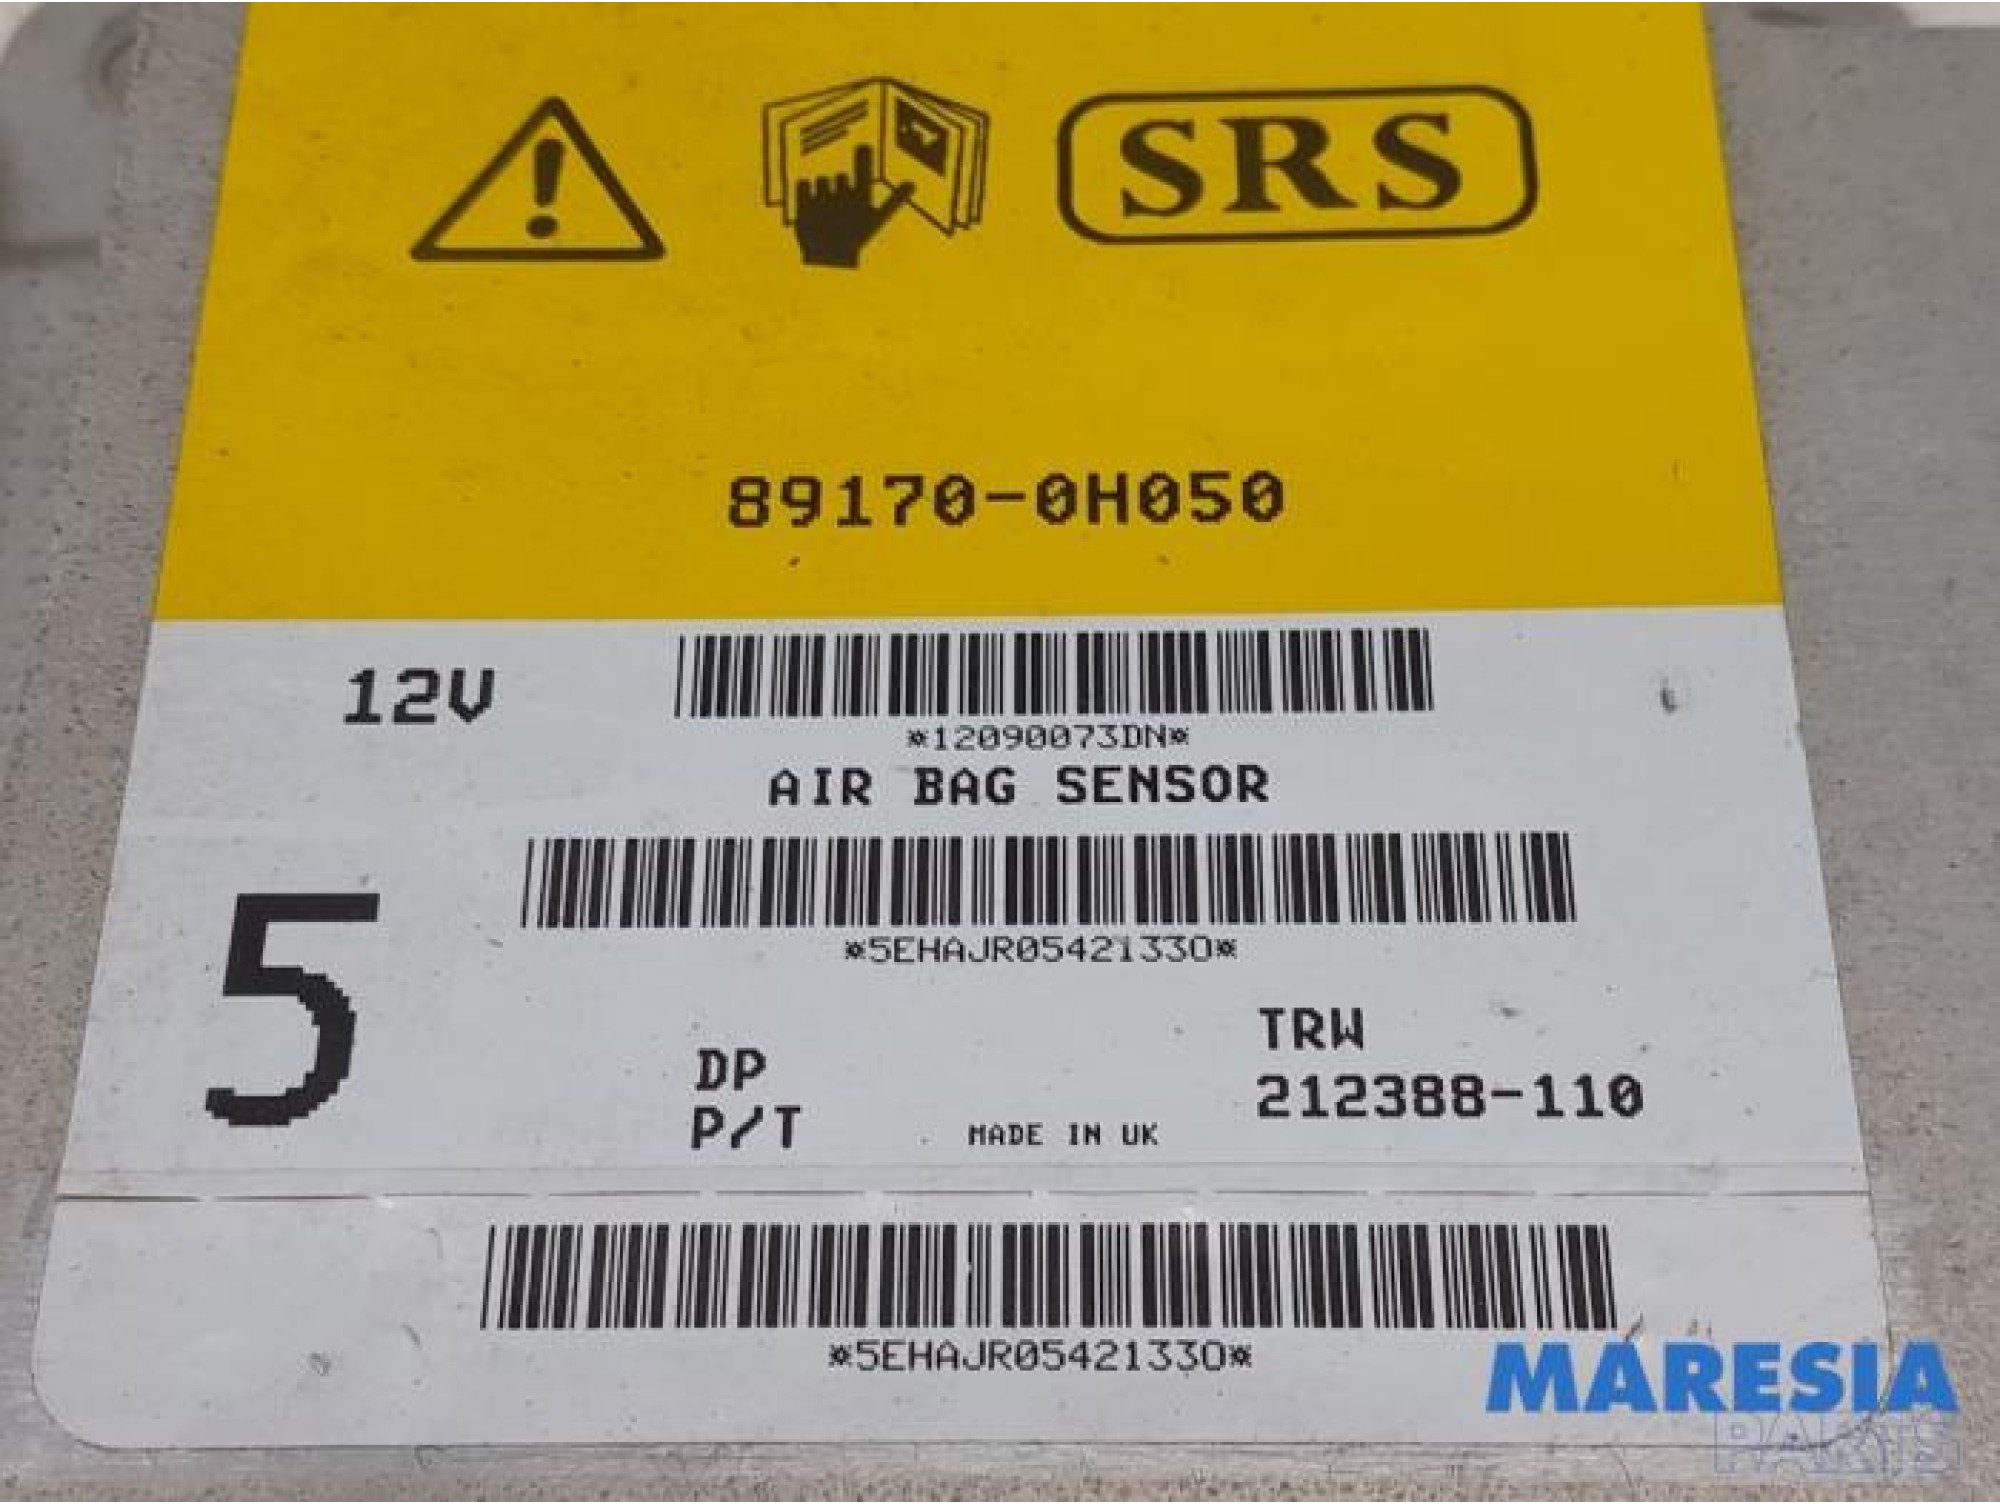 SRS
89170-0H050
12V
*12090073DN*
AIR BAG SENSOR
*5EHAJR05421330*
5
TRW
DP
212388-110
P/T
MADE IN UK
*5EHAJR05421330*
MARESIA
PARTS